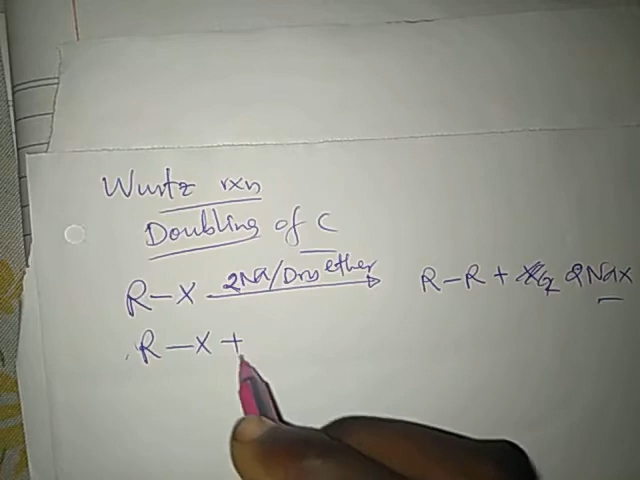 Wurtz rxn
Doubling of C
R-X 2Na/Dry ether R-R + 2NaX
R-X +